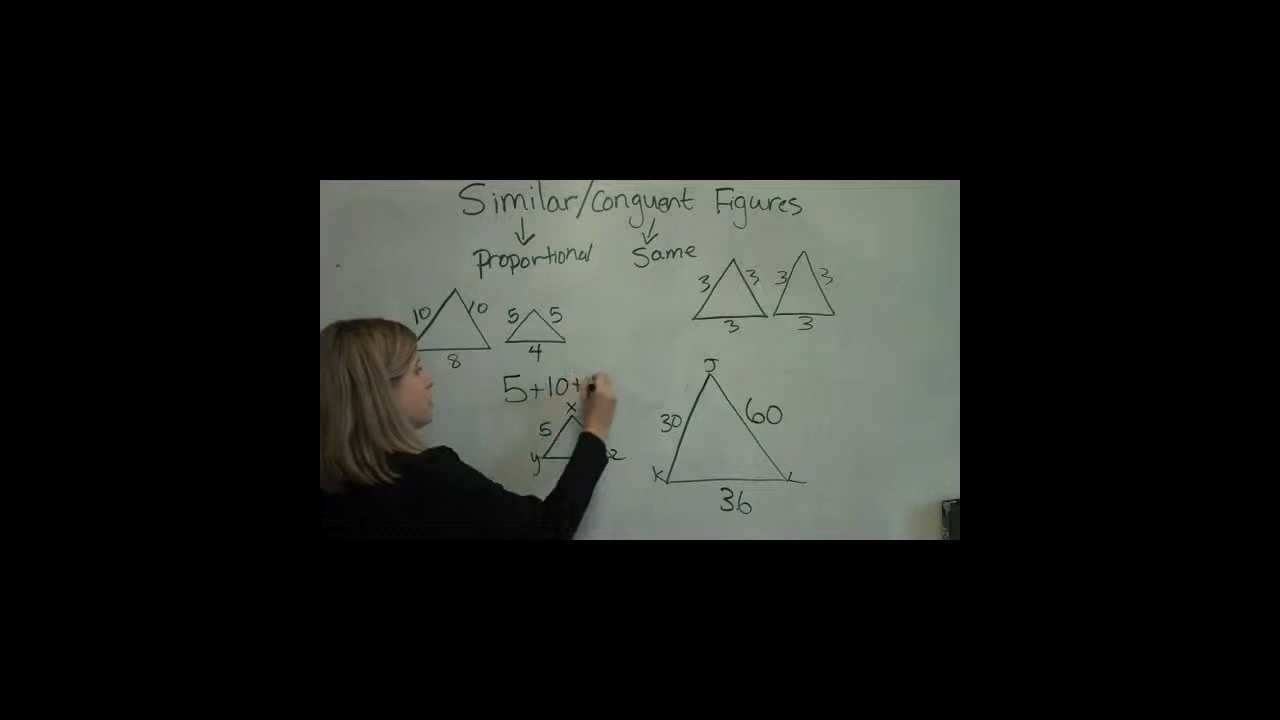 Similar/Conguent Figures
↓ ↓
Proportional Same
10 10 8
5 5 4
3 3 3
3 3 3
5+10+
X
5
y z
J
30 60
K L
36